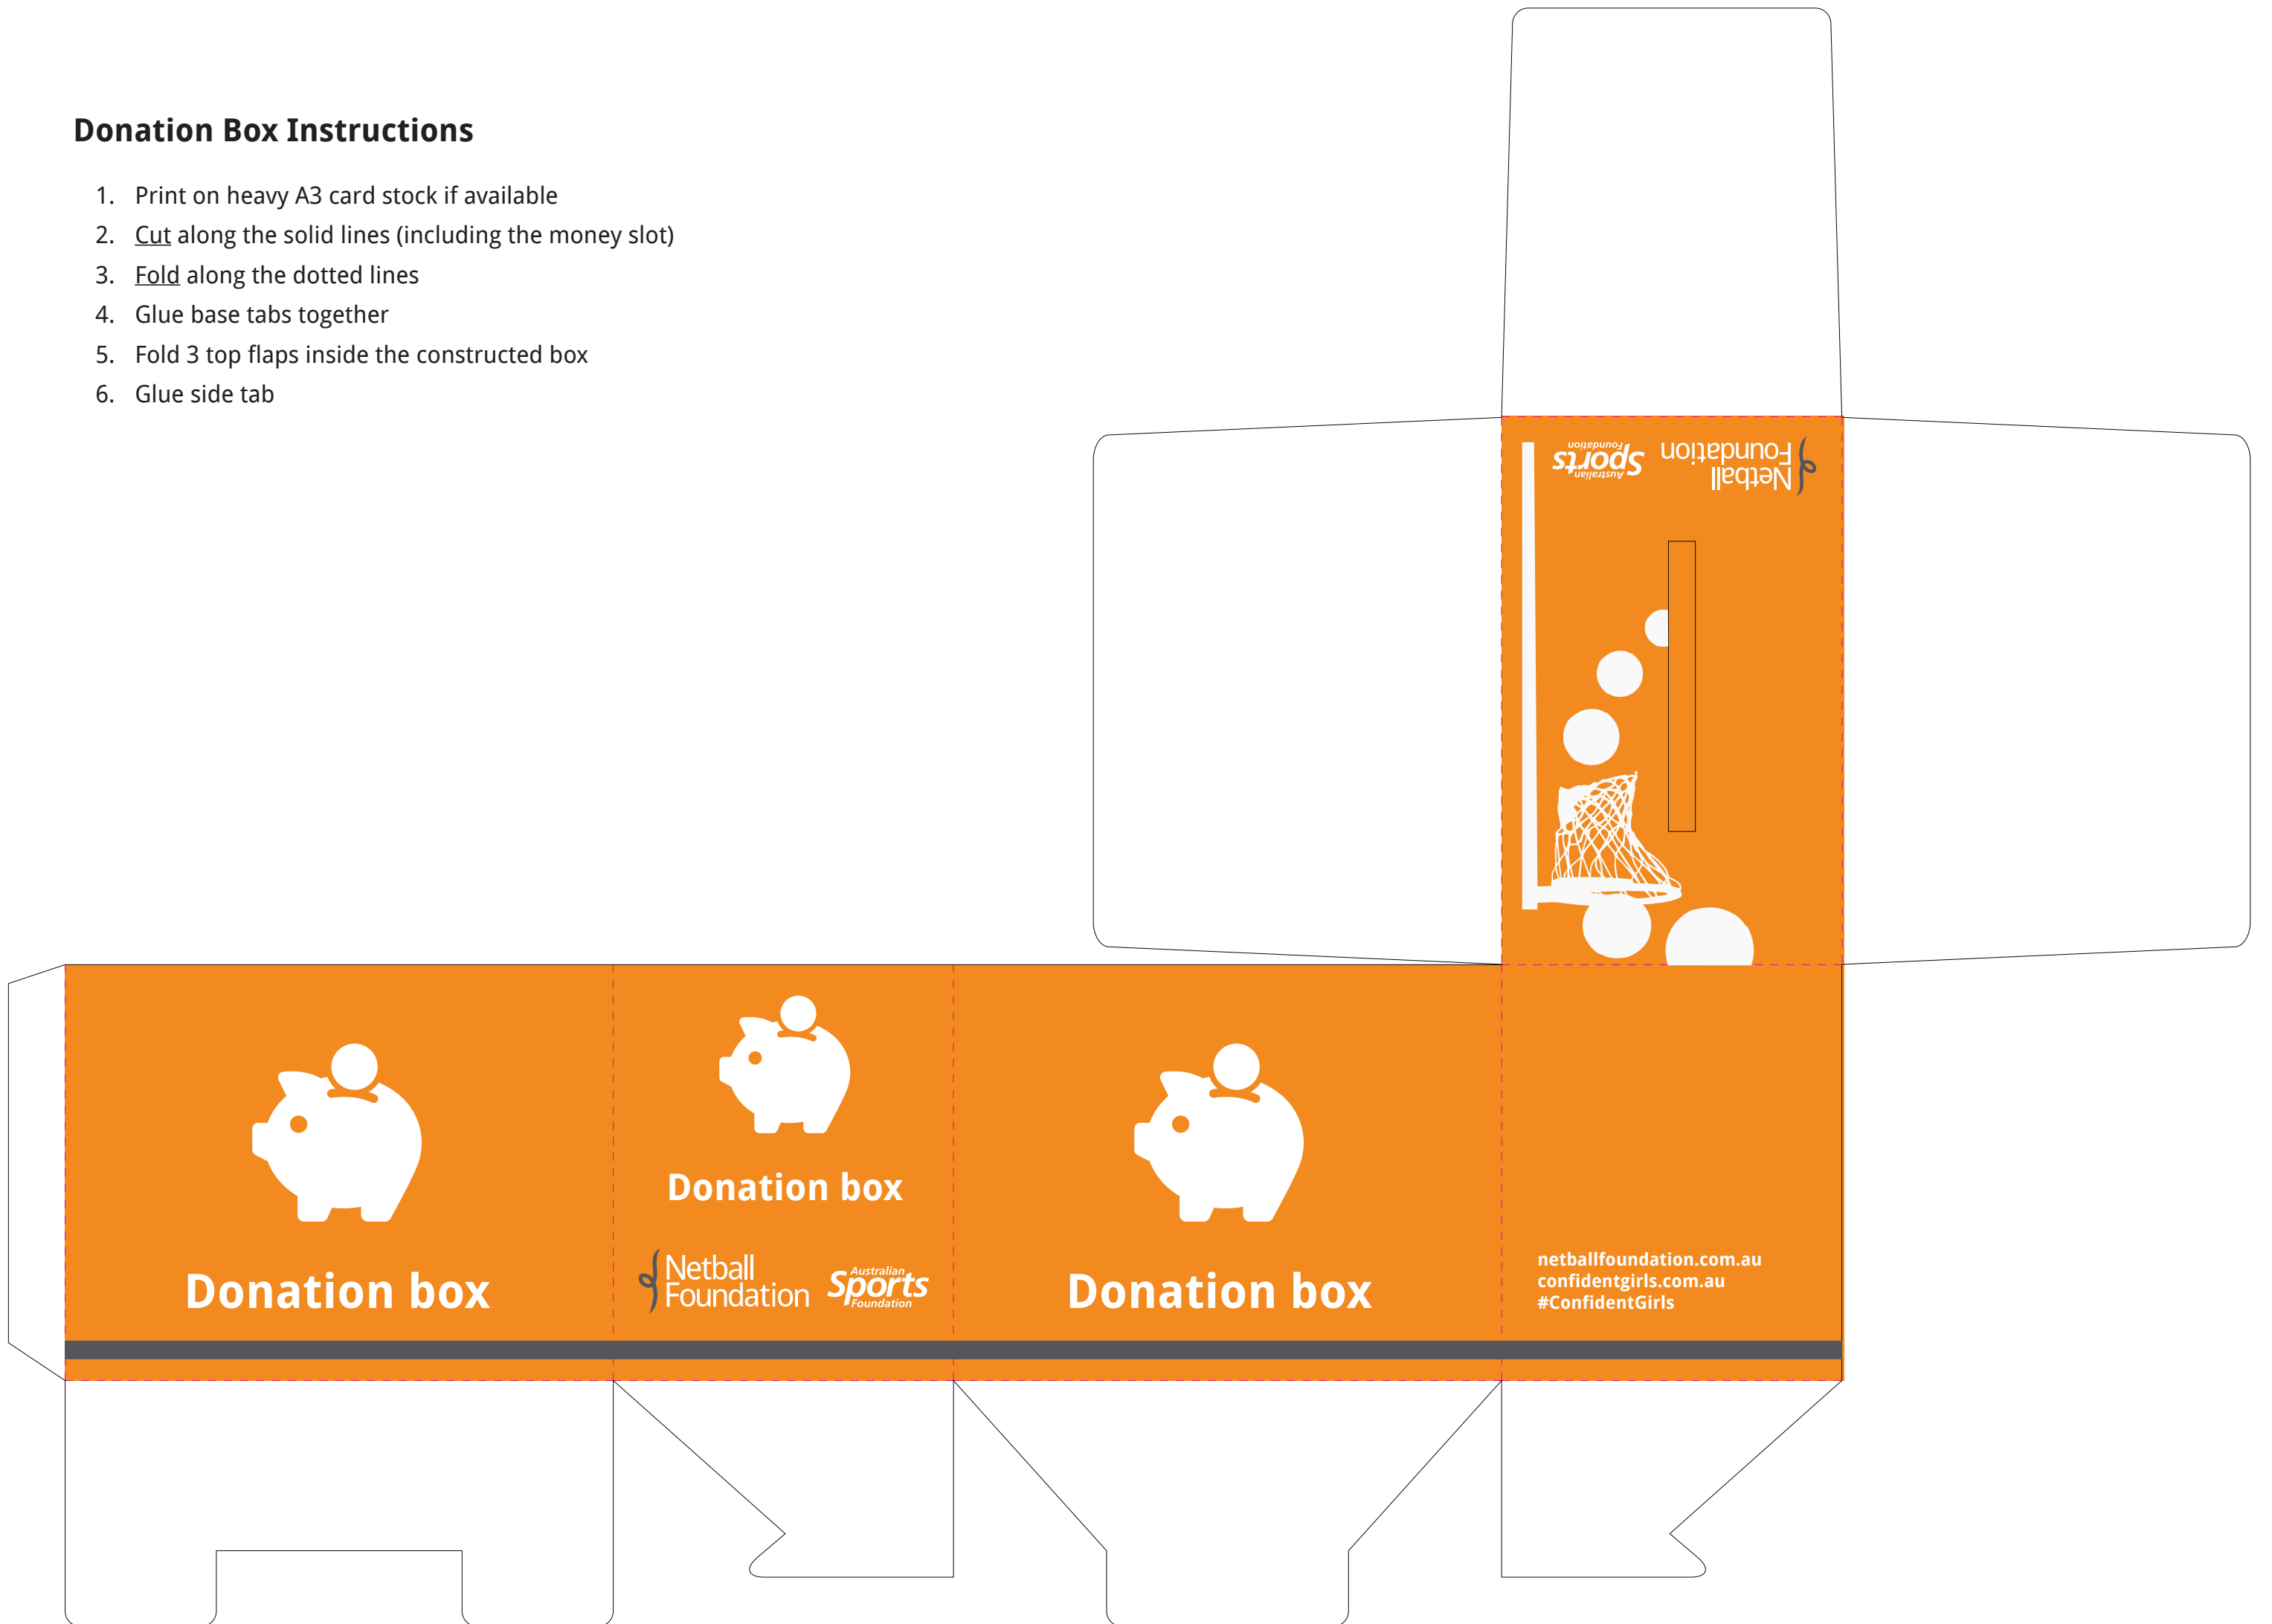 Donation Box Instructions
1. Print on heavy A3 card stock if available
2. Cut along the solid lines (including the money slot)
3. Fold along the dotted lines
4. Glue base tabs together
5. Fold 3 top flaps inside the constructed box
6. Glue side tab
Netball
Foundation
Australian
Sports
Foundation
Donation box
Donation box
Netball
Foundation
Australian
Sports
Foundation
Donation box
netballfoundation.com.au
confidentgirls.com.au
#ConfidentGirls